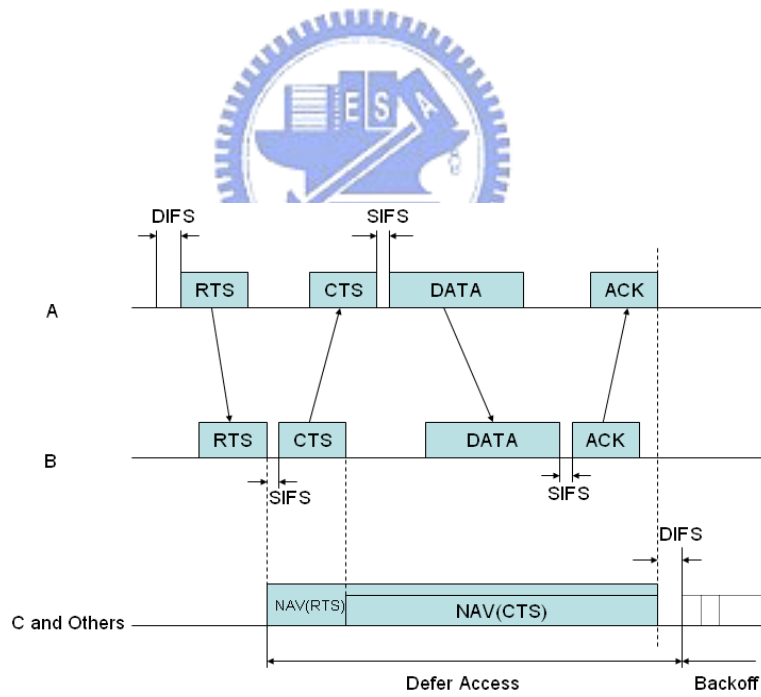 ESA
DIFS
SIFS
RTS
CTS
DATA
ACK
A
RTS
CTS
DATA
ACK
B
SIFS
SIFS
DIFS
NAV(RTS)
NAV(CTS)
C and Others
Defer Access
Backoff